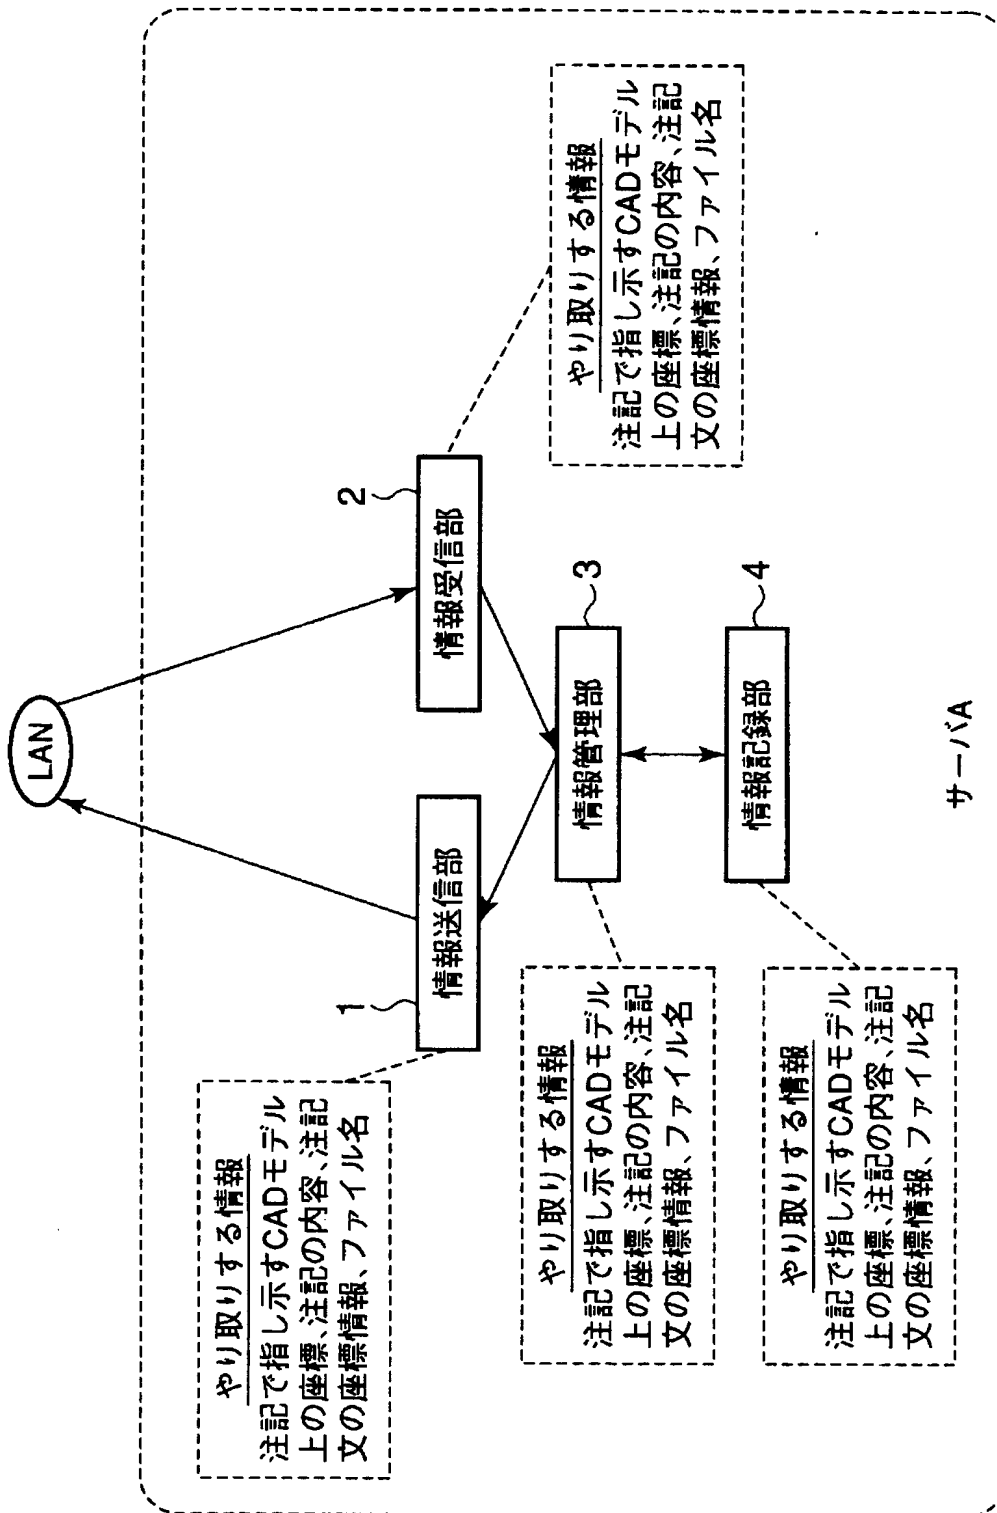 LAN
1
情報送信部
2
情報受信部
3
情報管理部
4
情報記録部
やり取りする情報
注記で指し示すCADモデル
上の座標、注記の内容、注記
文の座標情報、ファイル名
やり取りする情報
注記で指し示すCADモデル
上の座標、注記の内容、注記
文の座標情報、ファイル名
やり取りする情報
注記で指し示すCADモデル
上の座標、注記の内容、注記
文の座標情報、ファイル名
やり取りする情報
注記で指し示すCADモデル
上の座標、注記の内容、注記
文の座標情報、ファイル名
サーバA